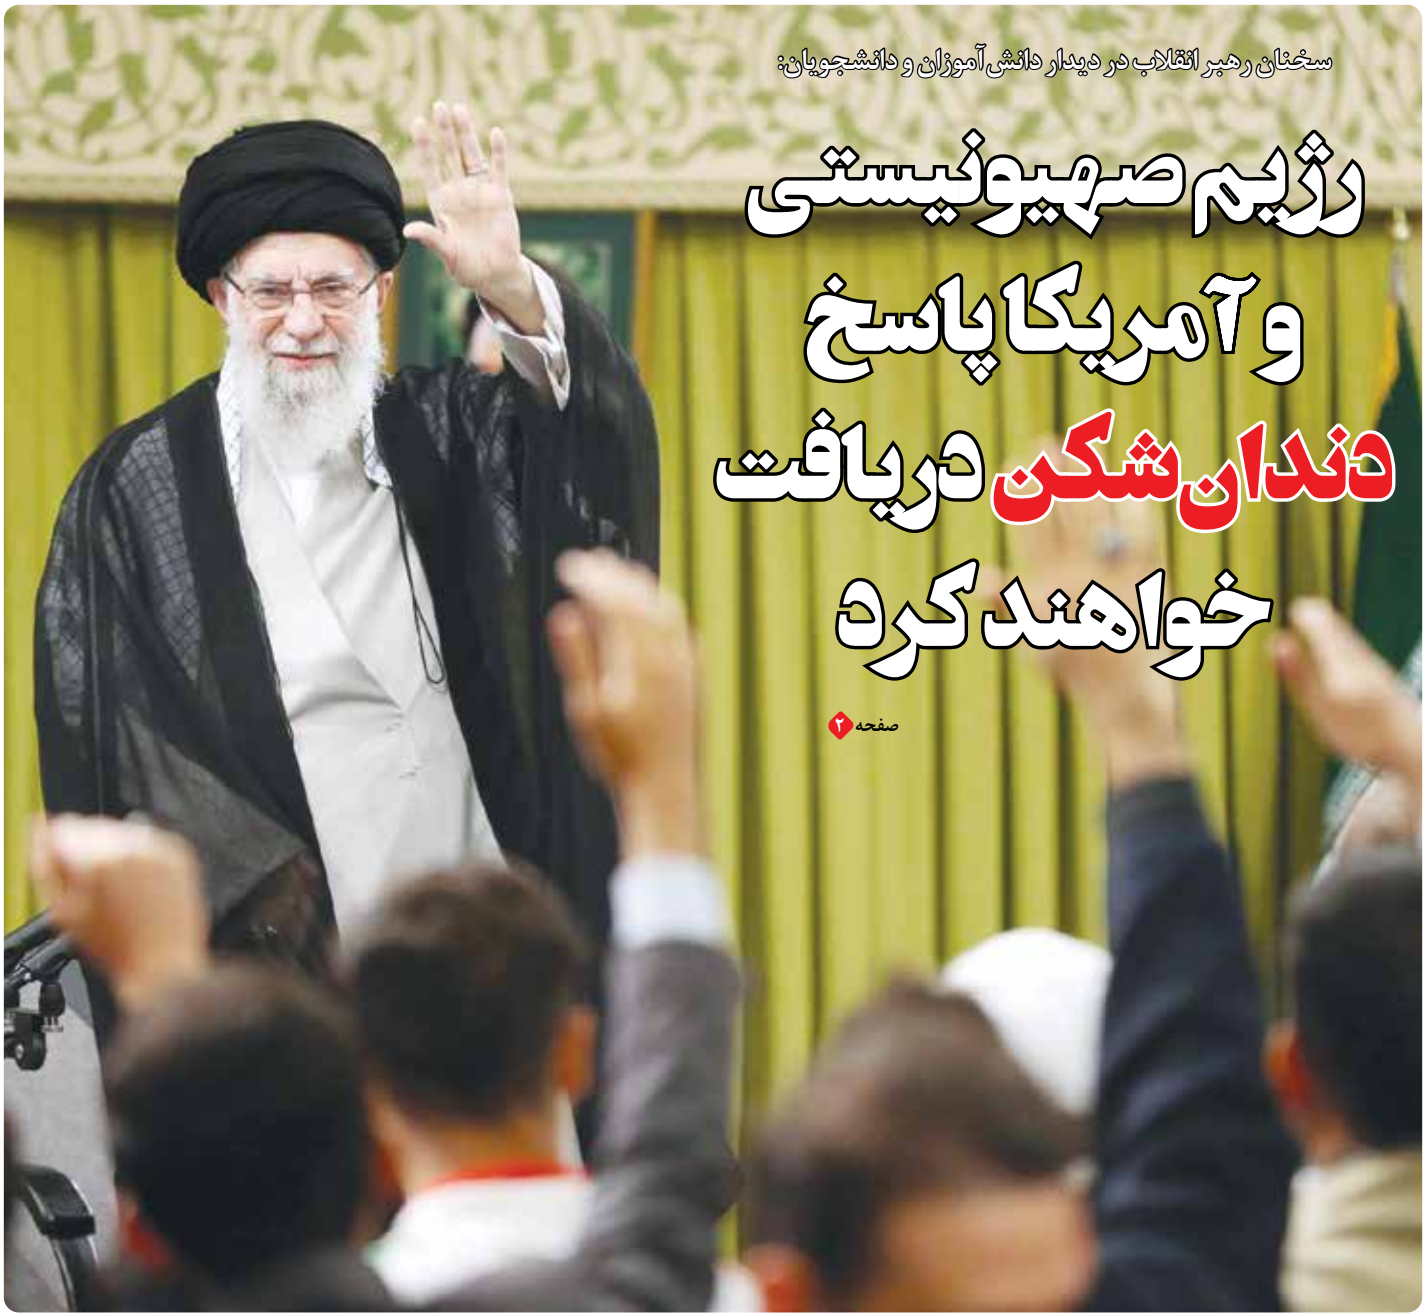 سخنان رهبر انقلاب در دیدار دانش‌آموزان و دانشجویان:
رژیم صهیونیستی
و آمریکا پاسخ
دندان‌شکن دریافت
خواهند کرد
صفحه ۲